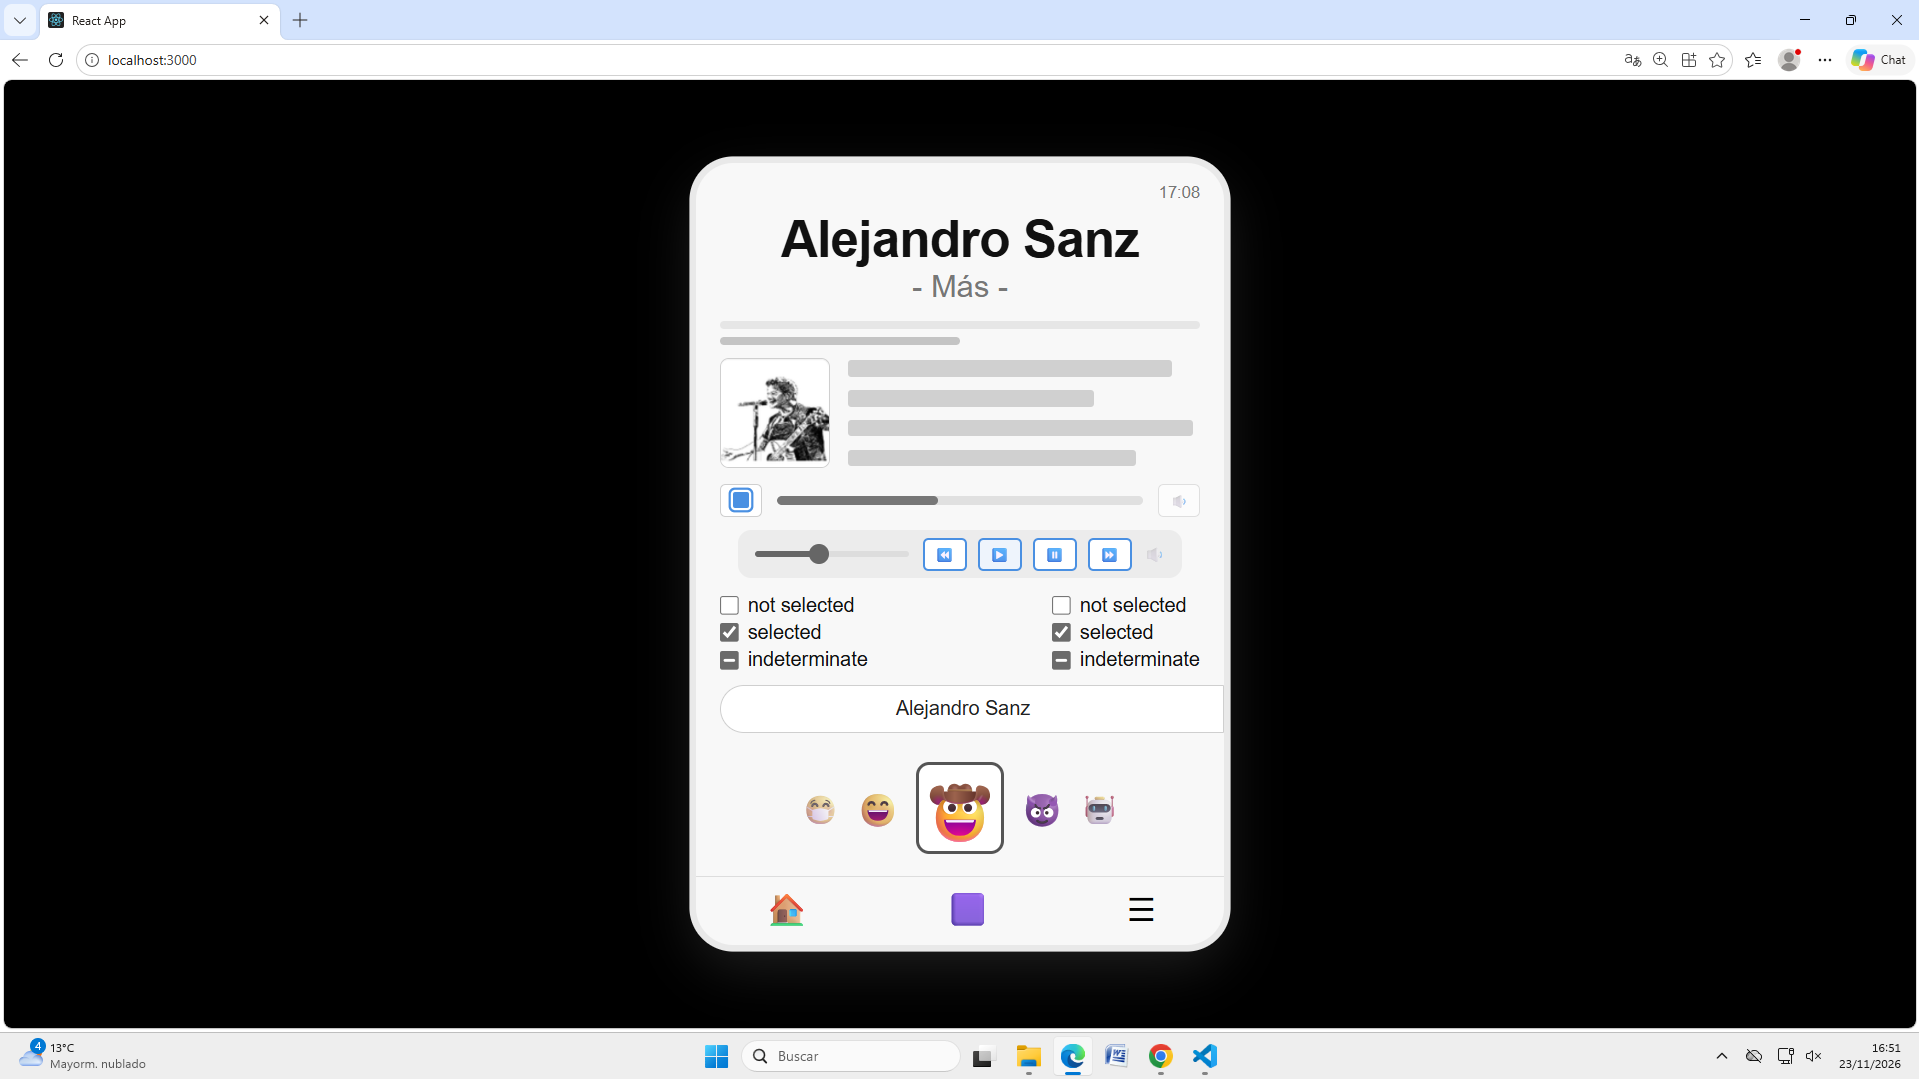 React App
localhost:3000
Chat
17:08
Alejandro Sanz
- Más -
not selected
selected
indeterminate
not selected
selected
indeterminate
Alejandro Sanz
4
13°C
Mayorm. nublado
Buscar
16:51
23/11/2026